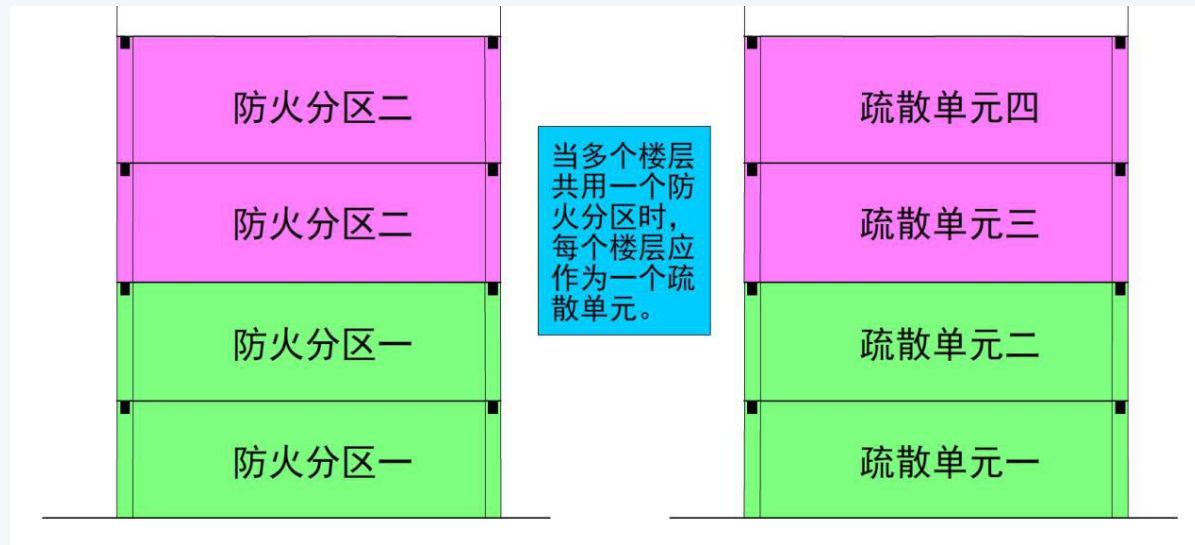 防火分区二
防火分区二
防火分区一
防火分区一
当多个楼层
共用一个防
火分区时，
每个楼层应
作为一个疏
散单元。
疏散单元四
疏散单元三
疏散单元二
疏散单元一